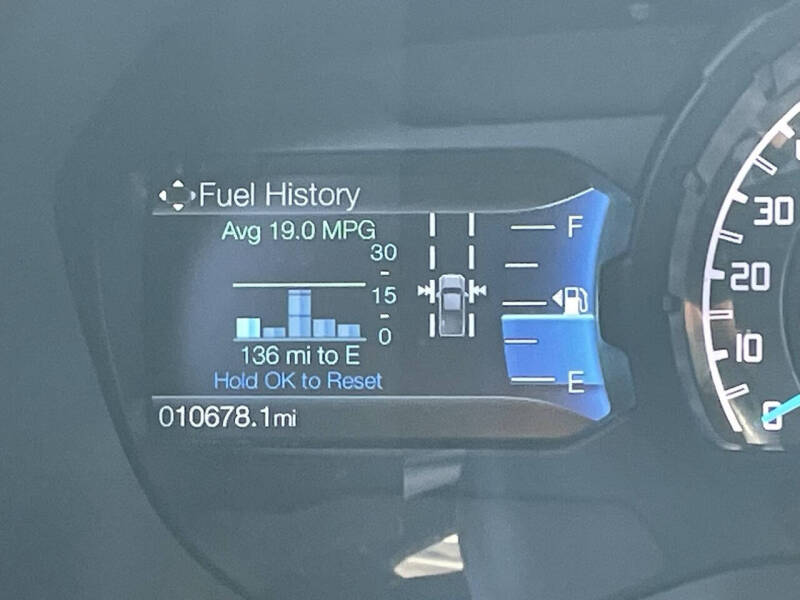 Fuel History
Avg 19.0 MPG
30
15
0
136 mi to E
Hold OK to Reset
010678.1mi
F
E
30
20
10
0